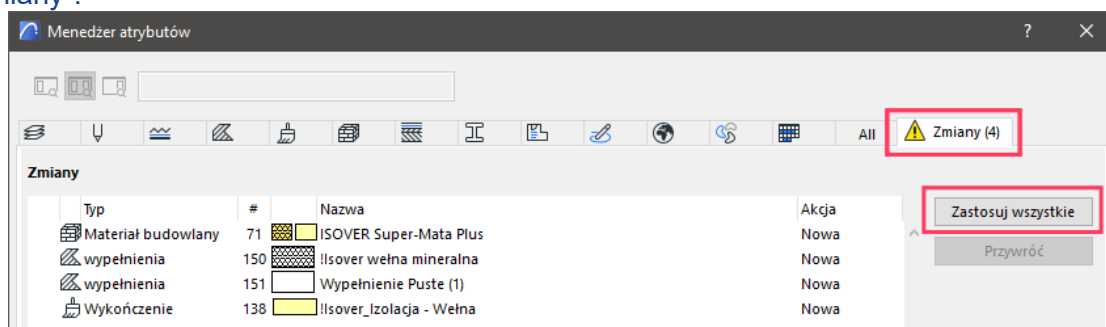 Menedżer atrybutów ?
All Zmiany (4)
Zmiany
Typ # Nazwa Akcja Zastosuj wszystkie
Materiał budowlany 71 ISOVER Super-Mata Plus Nowa
wypełnienia 150 !Isover wełna mineralna Nowa Przywróć
wypełnienia 151 Wypełnienie Puste (1) Nowa
Wykończenie 138 !Isover_Izolacja - Wełna Nowa